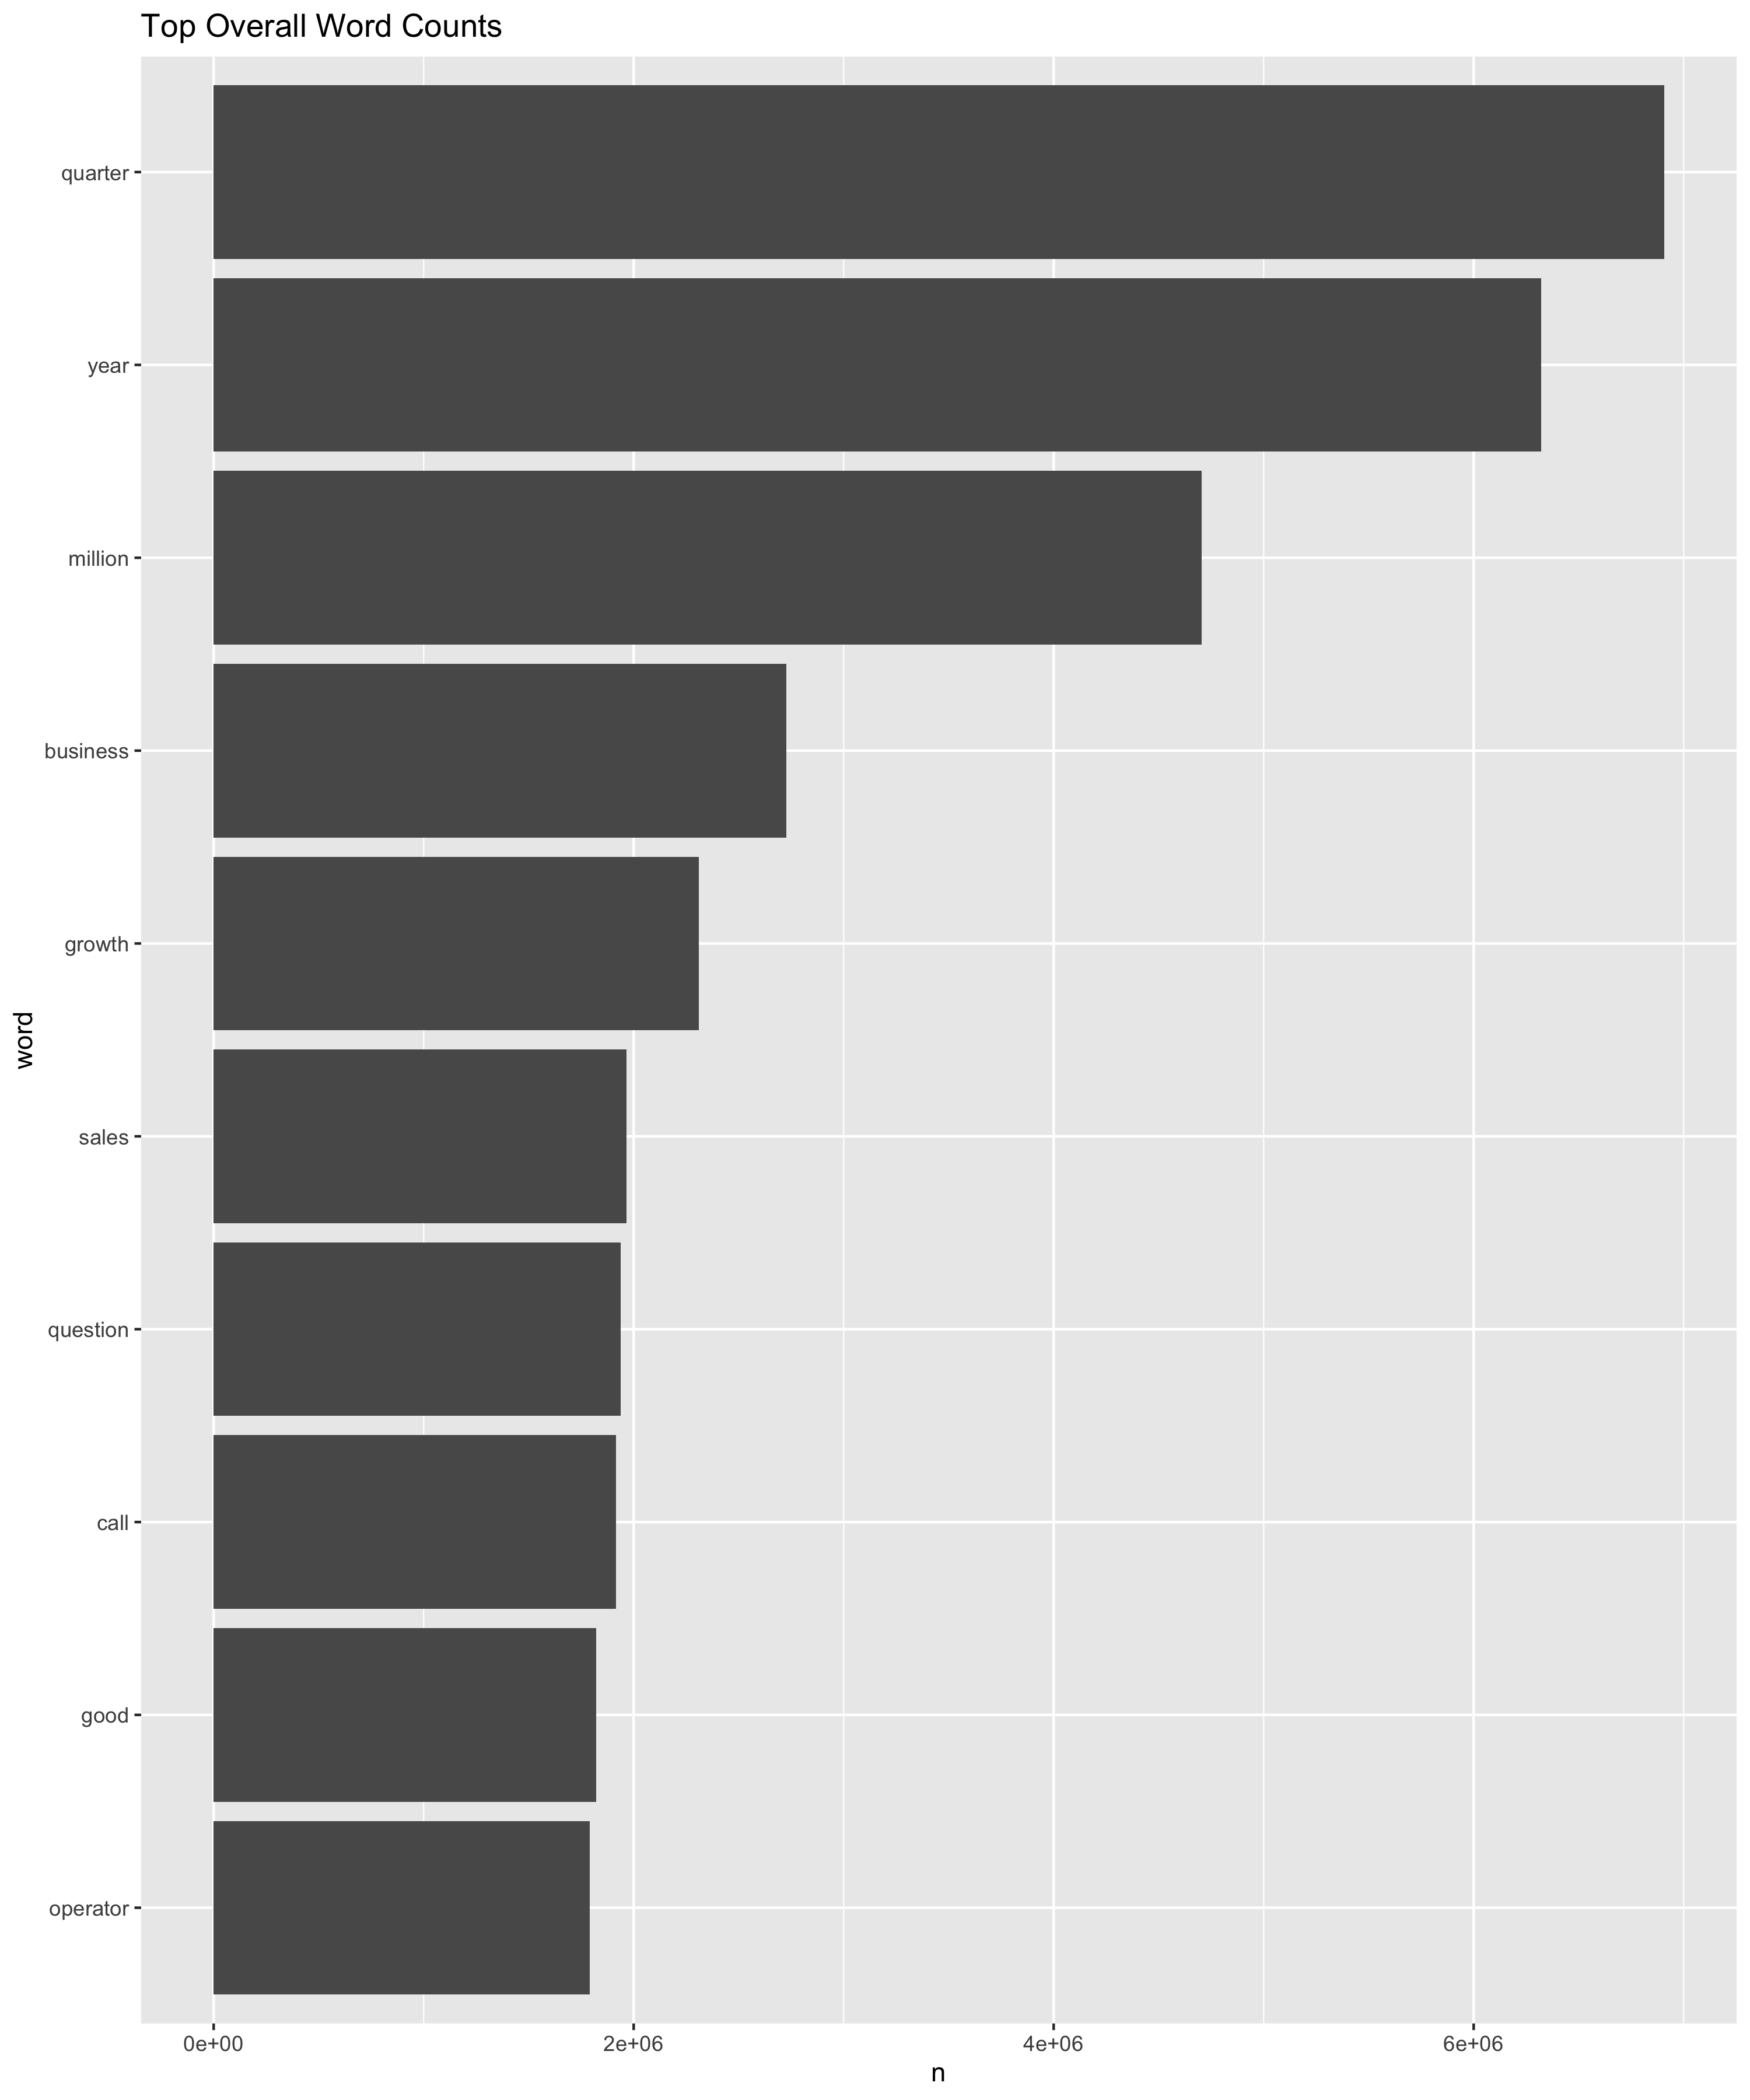 Top Overall Word Counts
quarter
year
million
business
growth
word
sales
question
call
good
operator
0e+00 2e+06 4e+06 6e+06
n